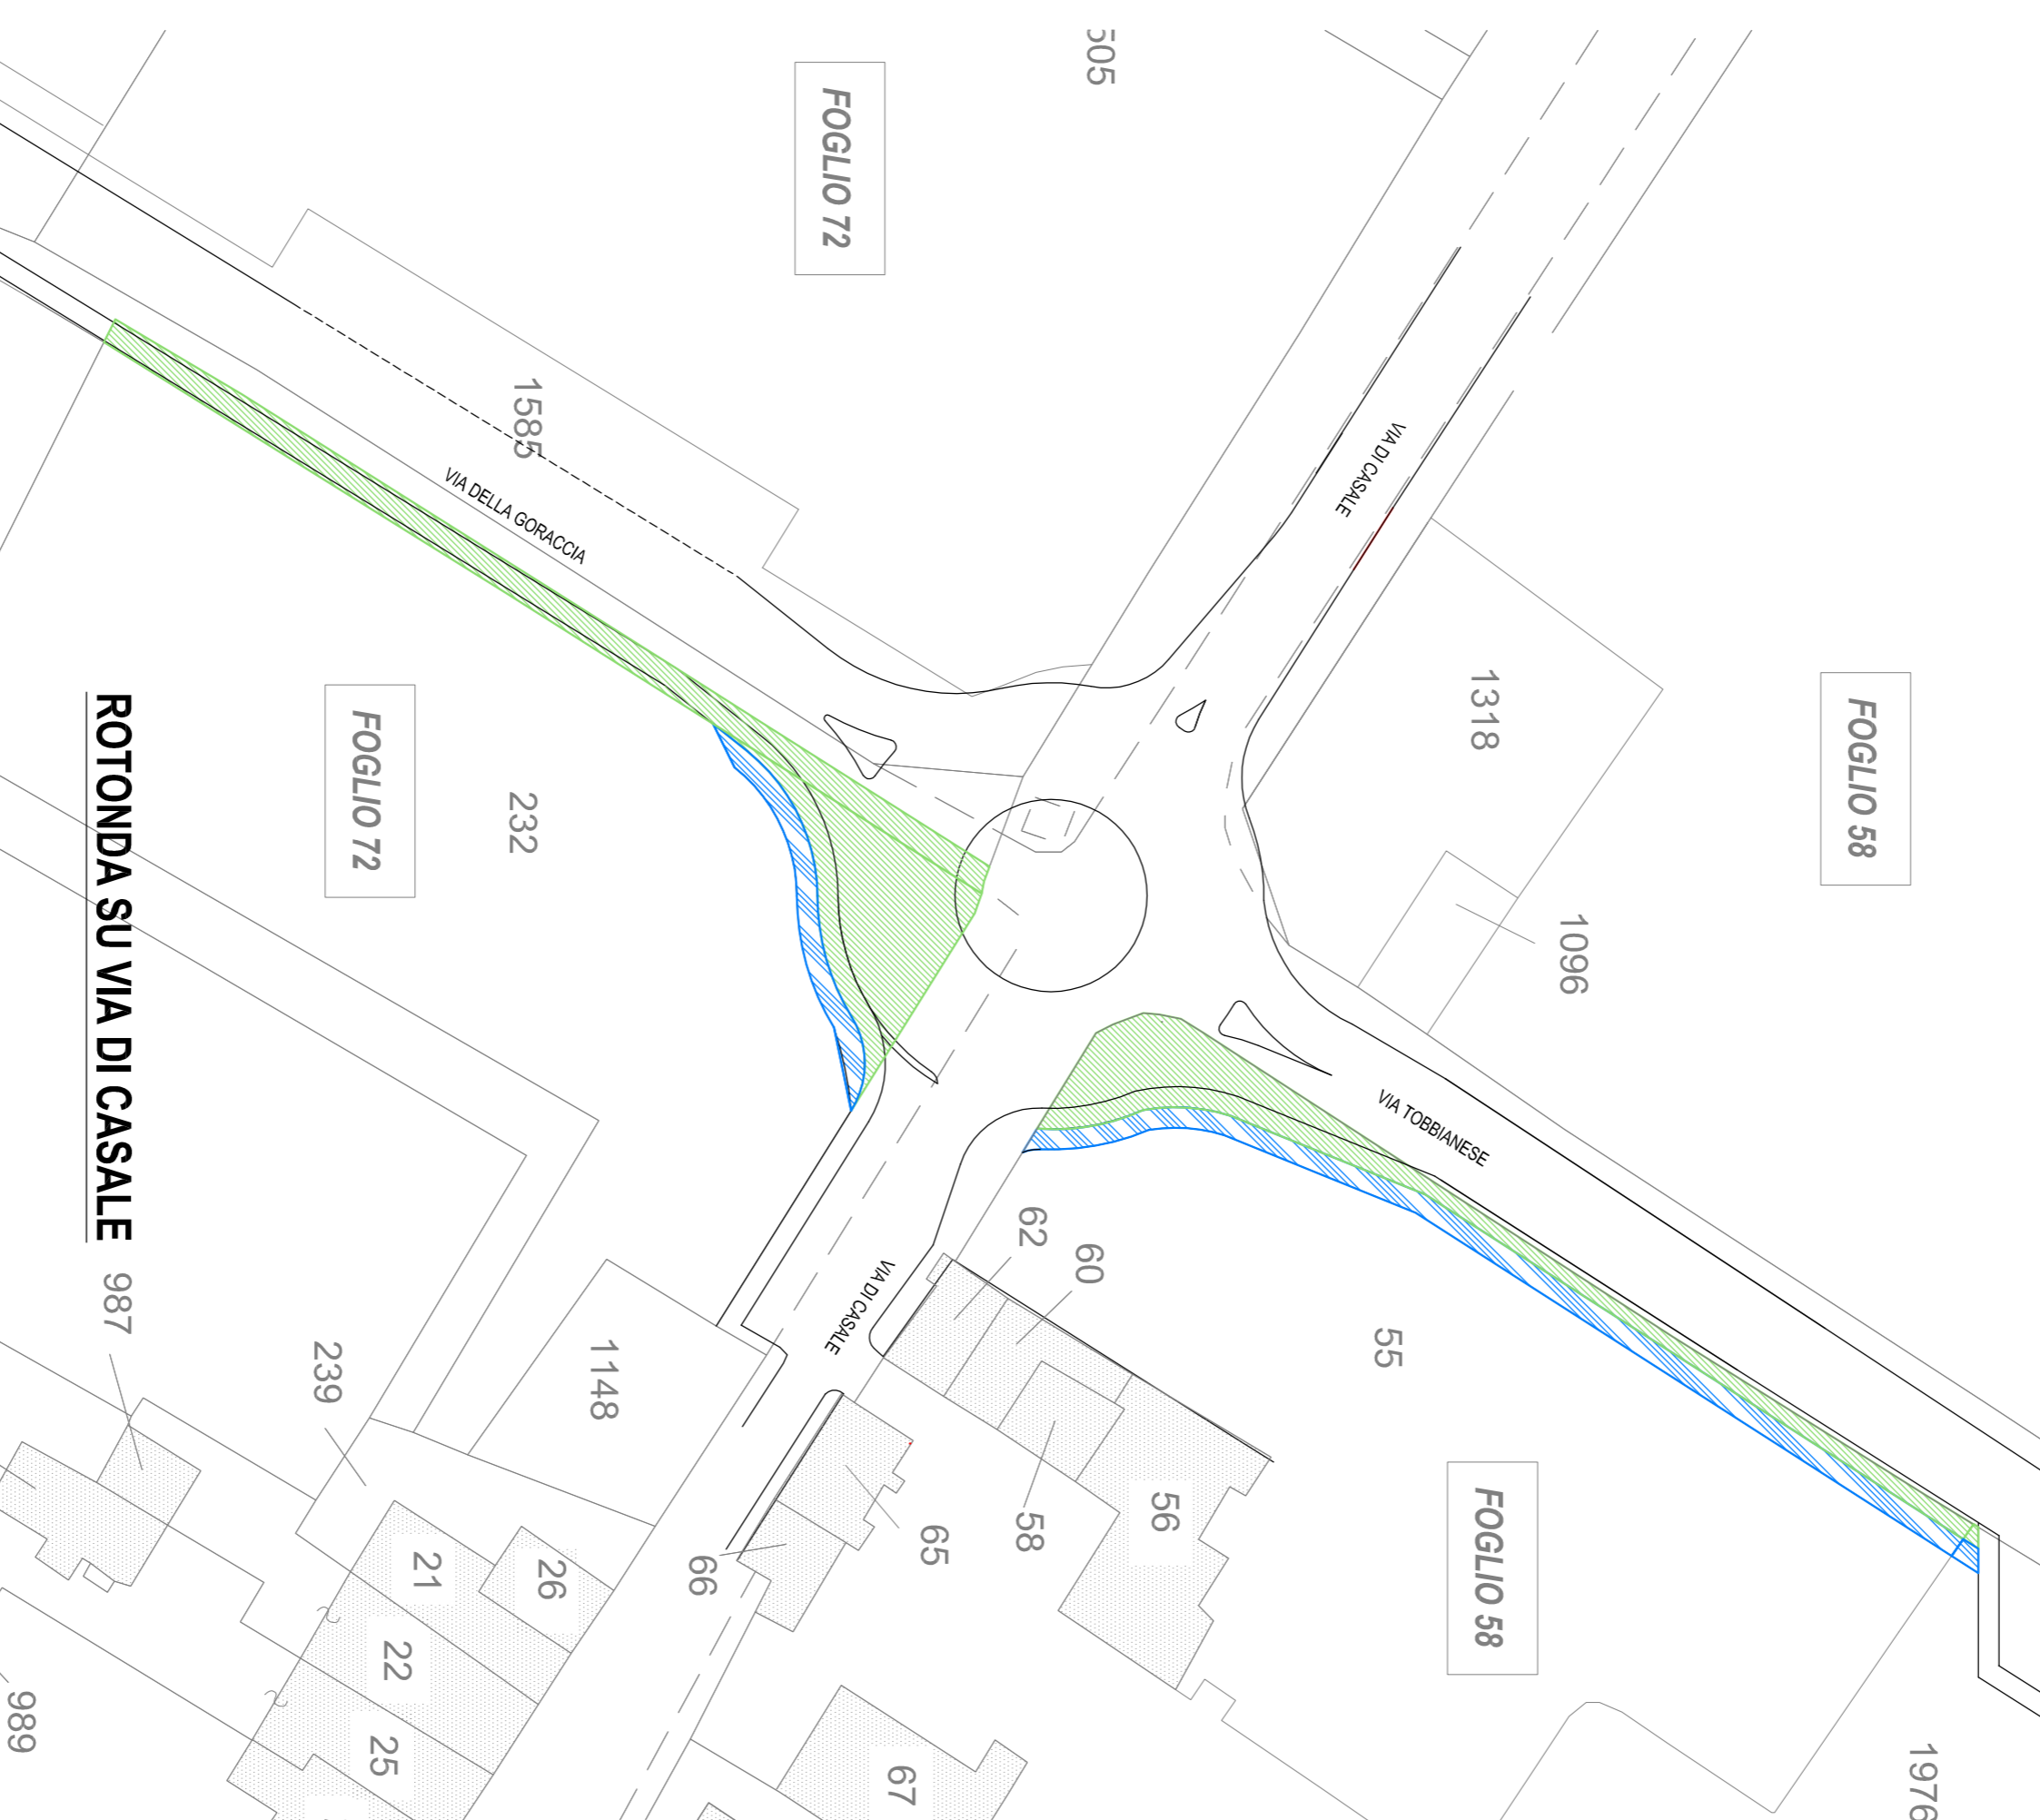 505
FOGLIO 72
1585
VIA DELLA GORACCIA
VIA DI CASALE
1318
FOGLIO 58
1096
FOGLIO 72
232
ROTONDA SU VIA DI CASALE
VIA TOBBIANESE
62
60
55
VIA DI CASALE
987
239
1148
56
58
65
66
FOGLIO 58
21
26
22
25
67
989
1976